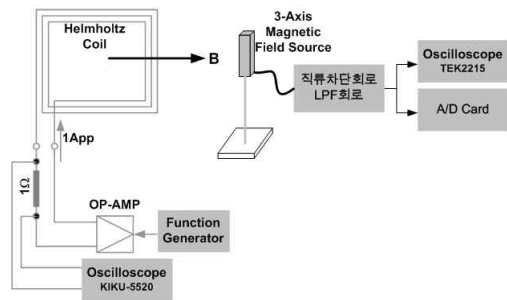 Helmholtz
Coil
B
3-Axis
Magnetic
Field Source
직류차단회로
LPF회로
Oscilloscope
TEK2215
A/D Card
1App
1Ω
OP-AMP
Function
Generator
Oscilloscope
KIKU-5520